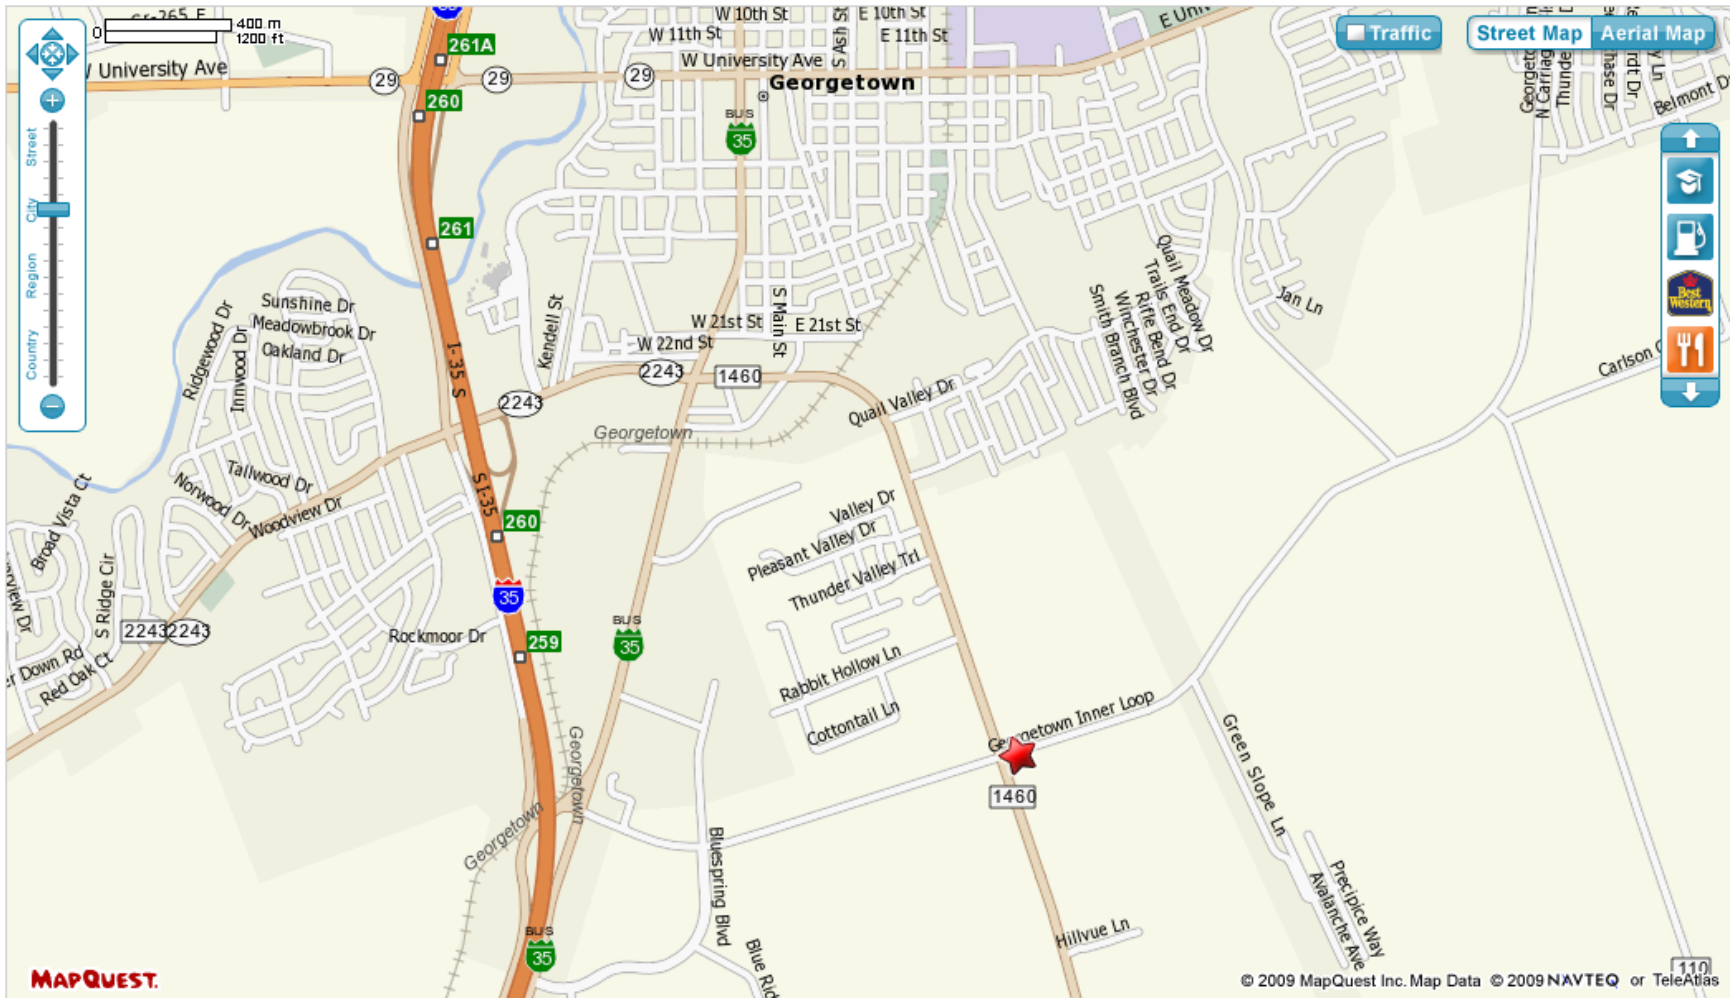 400 m
0
1200 ft
W 10th St
E 10th St
W 11th St
E 11th St
S Ash St
Traffic
Street Map
Aerial Map
261A
W University Ave
W University Ave
29
29
29
Georgetown
260
BUS
35
Belmont D
Street
City
Region
Country
261
Best
Western
Quail Meadow Dr
Trails End Dr
Rifle Bend Dr
Winchester Dr
Smith Branch Blvd
Jan Ln
Sunshine Dr
Meadowbrook Dr
Oakland Dr
Ridgewood Dr
Inwood Dr
Kendell St
S Main St
W 21st St
E 21st St
W 22nd St
I-35 S
2243
1460
2243
Carlson
Quail Valley Dr
Georgetown
Tallwood Dr
Norwood Dr
Woodview Dr
Broad Vista Ct
S I-35
260
Valley Dr
Pleasant Valley Dr
Thunder Valley Trl
35
S Ridge Cir
2243
2243
Rockmoor Dr
259
BUS
35
Down Rd
Red Oak Ct
Rabbit Hollow Ln
Cottontail Ln
Georgetown Inner Loop
1460
Green Slope Ln
Georgetown
Georgetown
Bluespring Blvd
Precipice Way
Avalanche Ave
Hillvue Ln
BUS
35
Blue Rid
110
MAPQUEST.
© 2009 MapQuest Inc. Map Data © 2009 NAVTEQ or TeleAtlas